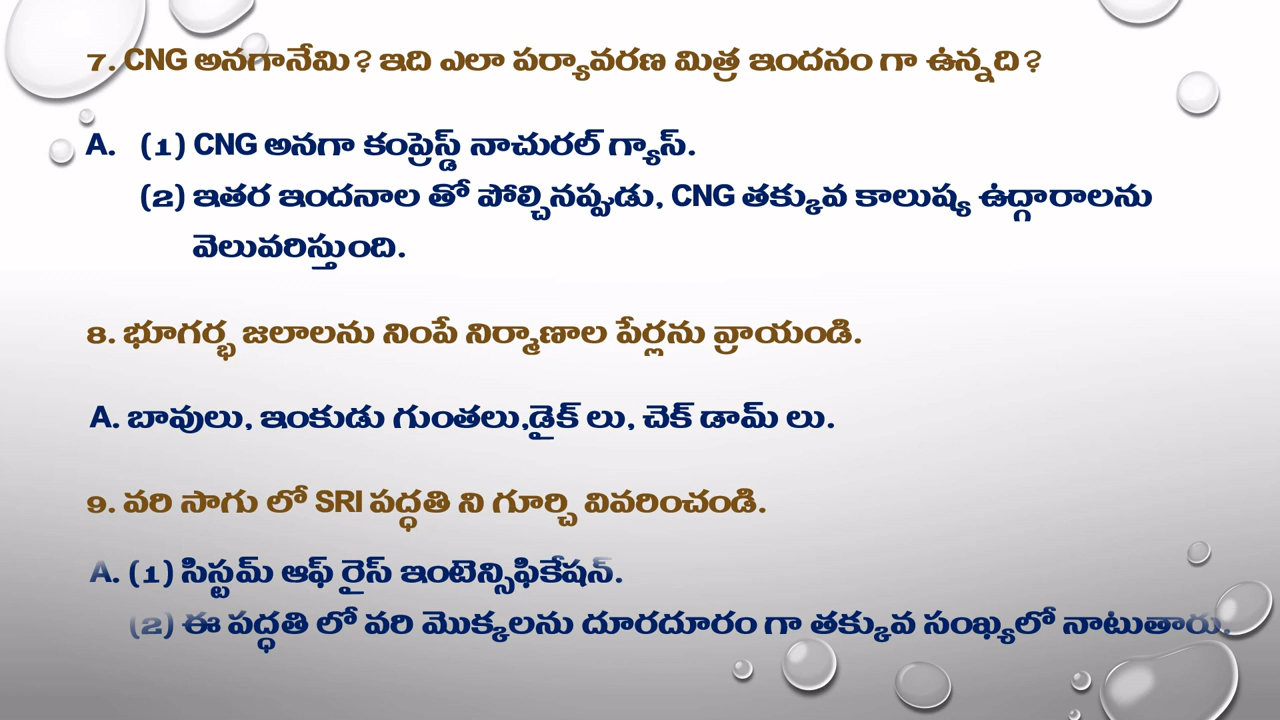 7. CNG అనగానేమి? ఇది ఎలా పర్యావరణ మిత్ర ఇందనం గా ఉన్నది?
A. (1) CNG అనగా కంప్రెస్డ్ నాచురల్ గ్యాస్.
(2) ఇతర ఇందనాల తో పోల్చినప్పుడు, CNG తక్కువ కాలుష్య ఉద్గారాలను
వెలువరిస్తుంది.
8. భూగర్భ జలాలను నింపే నిర్మాణాల పేర్లను వ్రాయండి.
A. బావులు, ఇంకుడు గుంతలు,డైక్ లు, చెక్ డామ్ లు.
9. వరి సాగు లో SRI పద్ధతి ని గూర్చి వివరించండి.
A. (1) సిస్టమ్ ఆఫ్ రైస్ ఇంటెన్సిఫికేషన్.
(2) ఈ పద్ధతి లో వరి మొక్కలను దూరదూరం గా తక్కువ సంఖ్యలో నాటుతారు.